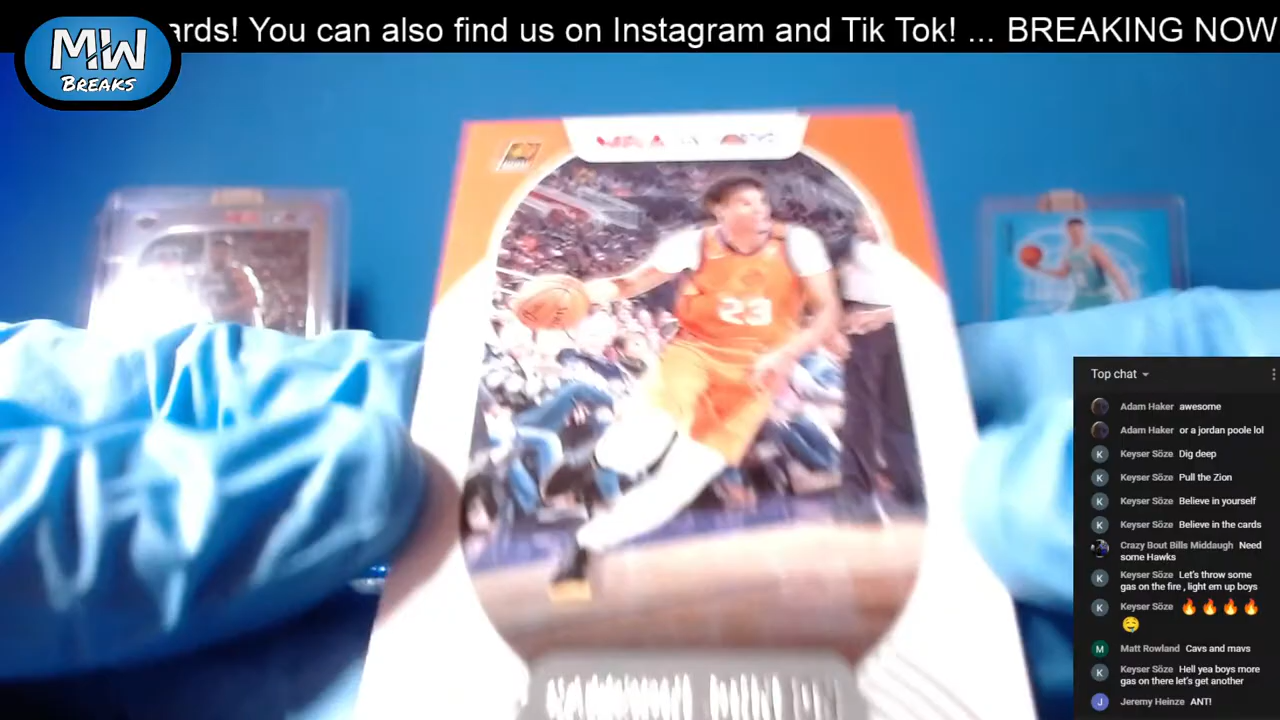 ards! You can also find us on Instagram and Tik Tok! ... BREAKING NOW
MW
BREAKS
23
Top chat
Adam Haker awesome
Adam Haker or a jordan poole lol
K Keyser Söze Dig deep
K Keyser Söze Pull the Zion
K Keyser Söze Believe in yourself
K Keyser Söze Believe in the cards
Crazy Bout Bills Middaugh Need
some Hawks
K Keyser Söze Let's throw some
gas on the fire , light em up boys
K Keyser Söze 🔥 🔥 🔥 🔥
🤤
M Matt Rowland Cavs and mavs
K Keyser Söze Hell yea boys more
gas on there let's get another
J Jeremy Heinze ANT!